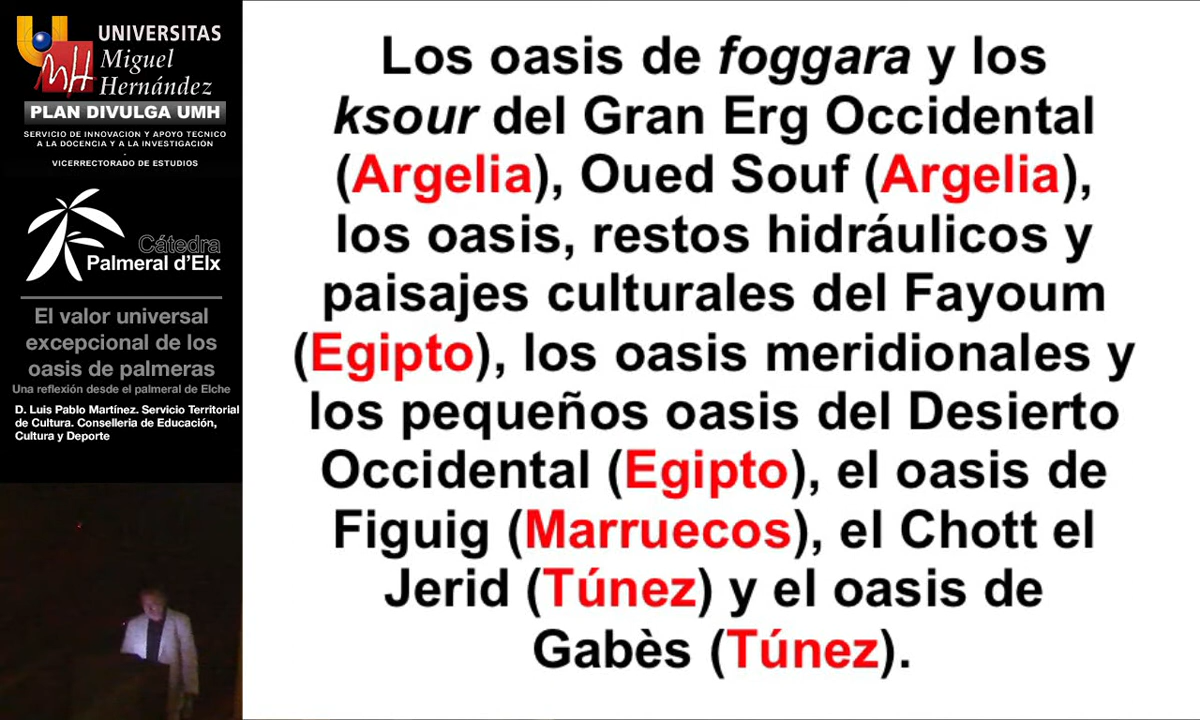 UNIVERSITAS
Miguel
Hernández
PLAN DIVULGA UMH
SERVICIO DE INNOVACION Y APOYO TECNICO
A LA DOCENCIA Y A LA INVESTIGACION
VICERRECTORADO DE ESTUDIOS
Cátedra
Palmeral d'Elx
El valor universal
excepcional de los
oasis de palmeras
Una reflexión desde el palmeral de Elche
D. Luis Pablo Martínez. Servicio Territorial
de Cultura. Conselleria de Educación,
Cultura y Deporte
Los oasis de foggara y los
ksour del Gran Erg Occidental
(Argelia), Oued Souf (Argelia),
los oasis, restos hidráulicos y
paisajes culturales del Fayoum
(Egipto), los oasis meridionales y
los pequeños oasis del Desierto
Occidental (Egipto), el oasis de
Figuig (Marruecos), el Chott el
Jerid (Túnez) y el oasis de
Gabès (Túnez).